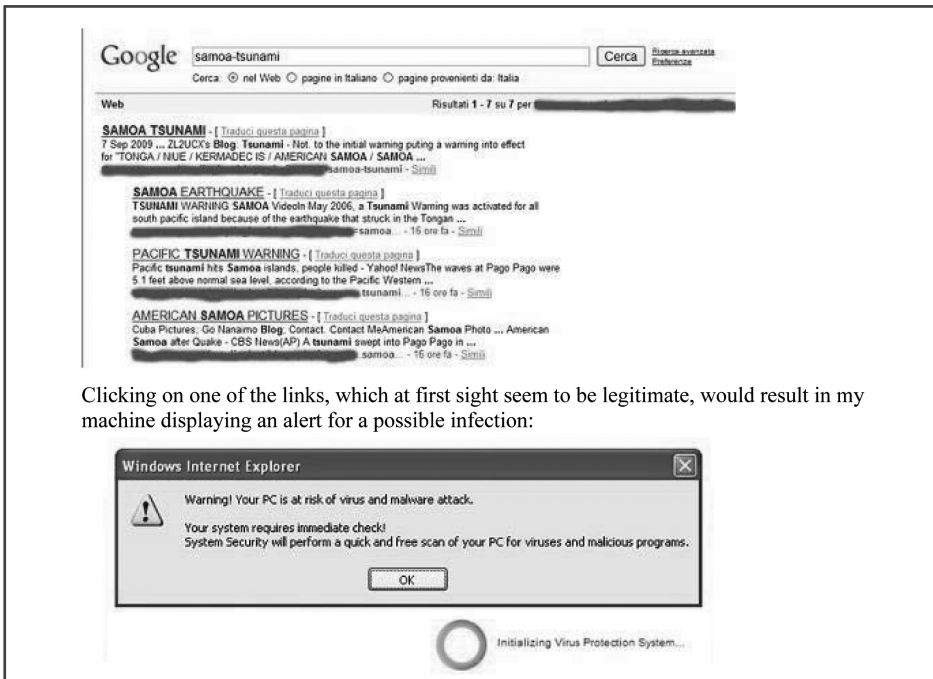 Google samoa-tsunami Cerca Ricerca avanzata
Preferenze
Cerca: nel Web pagine in Italiano pagine provenienti da: Italia
Web Risultati 1 - 7 su 7 per
SAMOA TSUNAMI - [ Traduci questa pagina ]
7 Sep 2009 ... ZL2UCX's Blog. Tsunami - Not. to the initial warning puting a warning into effect
for "TONGA / NIUE / KERMADEC IS / AMERICAN SAMOA / SAMOA ...
samoa-tsunami - Simili
SAMOA EARTHQUAKE - [ Traduci questa pagina ]
TSUNAMI WARNING SAMOA VideoIn May 2006, a Tsunami Warning was activated for all
south pacific island because of the earthquake that struck in the Tongan ...
=samoa... - 16 ore fa - Simili
PACIFIC TSUNAMI WARNING - [ Traduci questa pagina ]
Pacific tsunami hits Samoa islands, people killed - Yahoo! NewsThe waves at Pago Pago were
5.1 feet above normal sea level, according to the Pacific Western ...
.tsunami... - 16 ore fa - Simili
AMERICAN SAMOA PICTURES - [ Traduci questa pagina ]
Cuba Pictures; Go Nanaimo Blog; Contact. Contact MeAmerican Samoa Photo ... American
Samoa after Quake - CBS News(AP) A tsunami swept into Pago Pago in ...
.samoa... - 16 ore fa - Simili
Clicking on one of the links, which at first sight seem to be legitimate, would result in my
machine displaying an alert for a possible infection:
Windows Internet Explorer
Warning! Your PC is at risk of virus and malware attack.
Your system requires immediate check!
System Security will perform a quick and free scan of your PC for viruses and malicious programs.
OK
Initializing Virus Protection System...